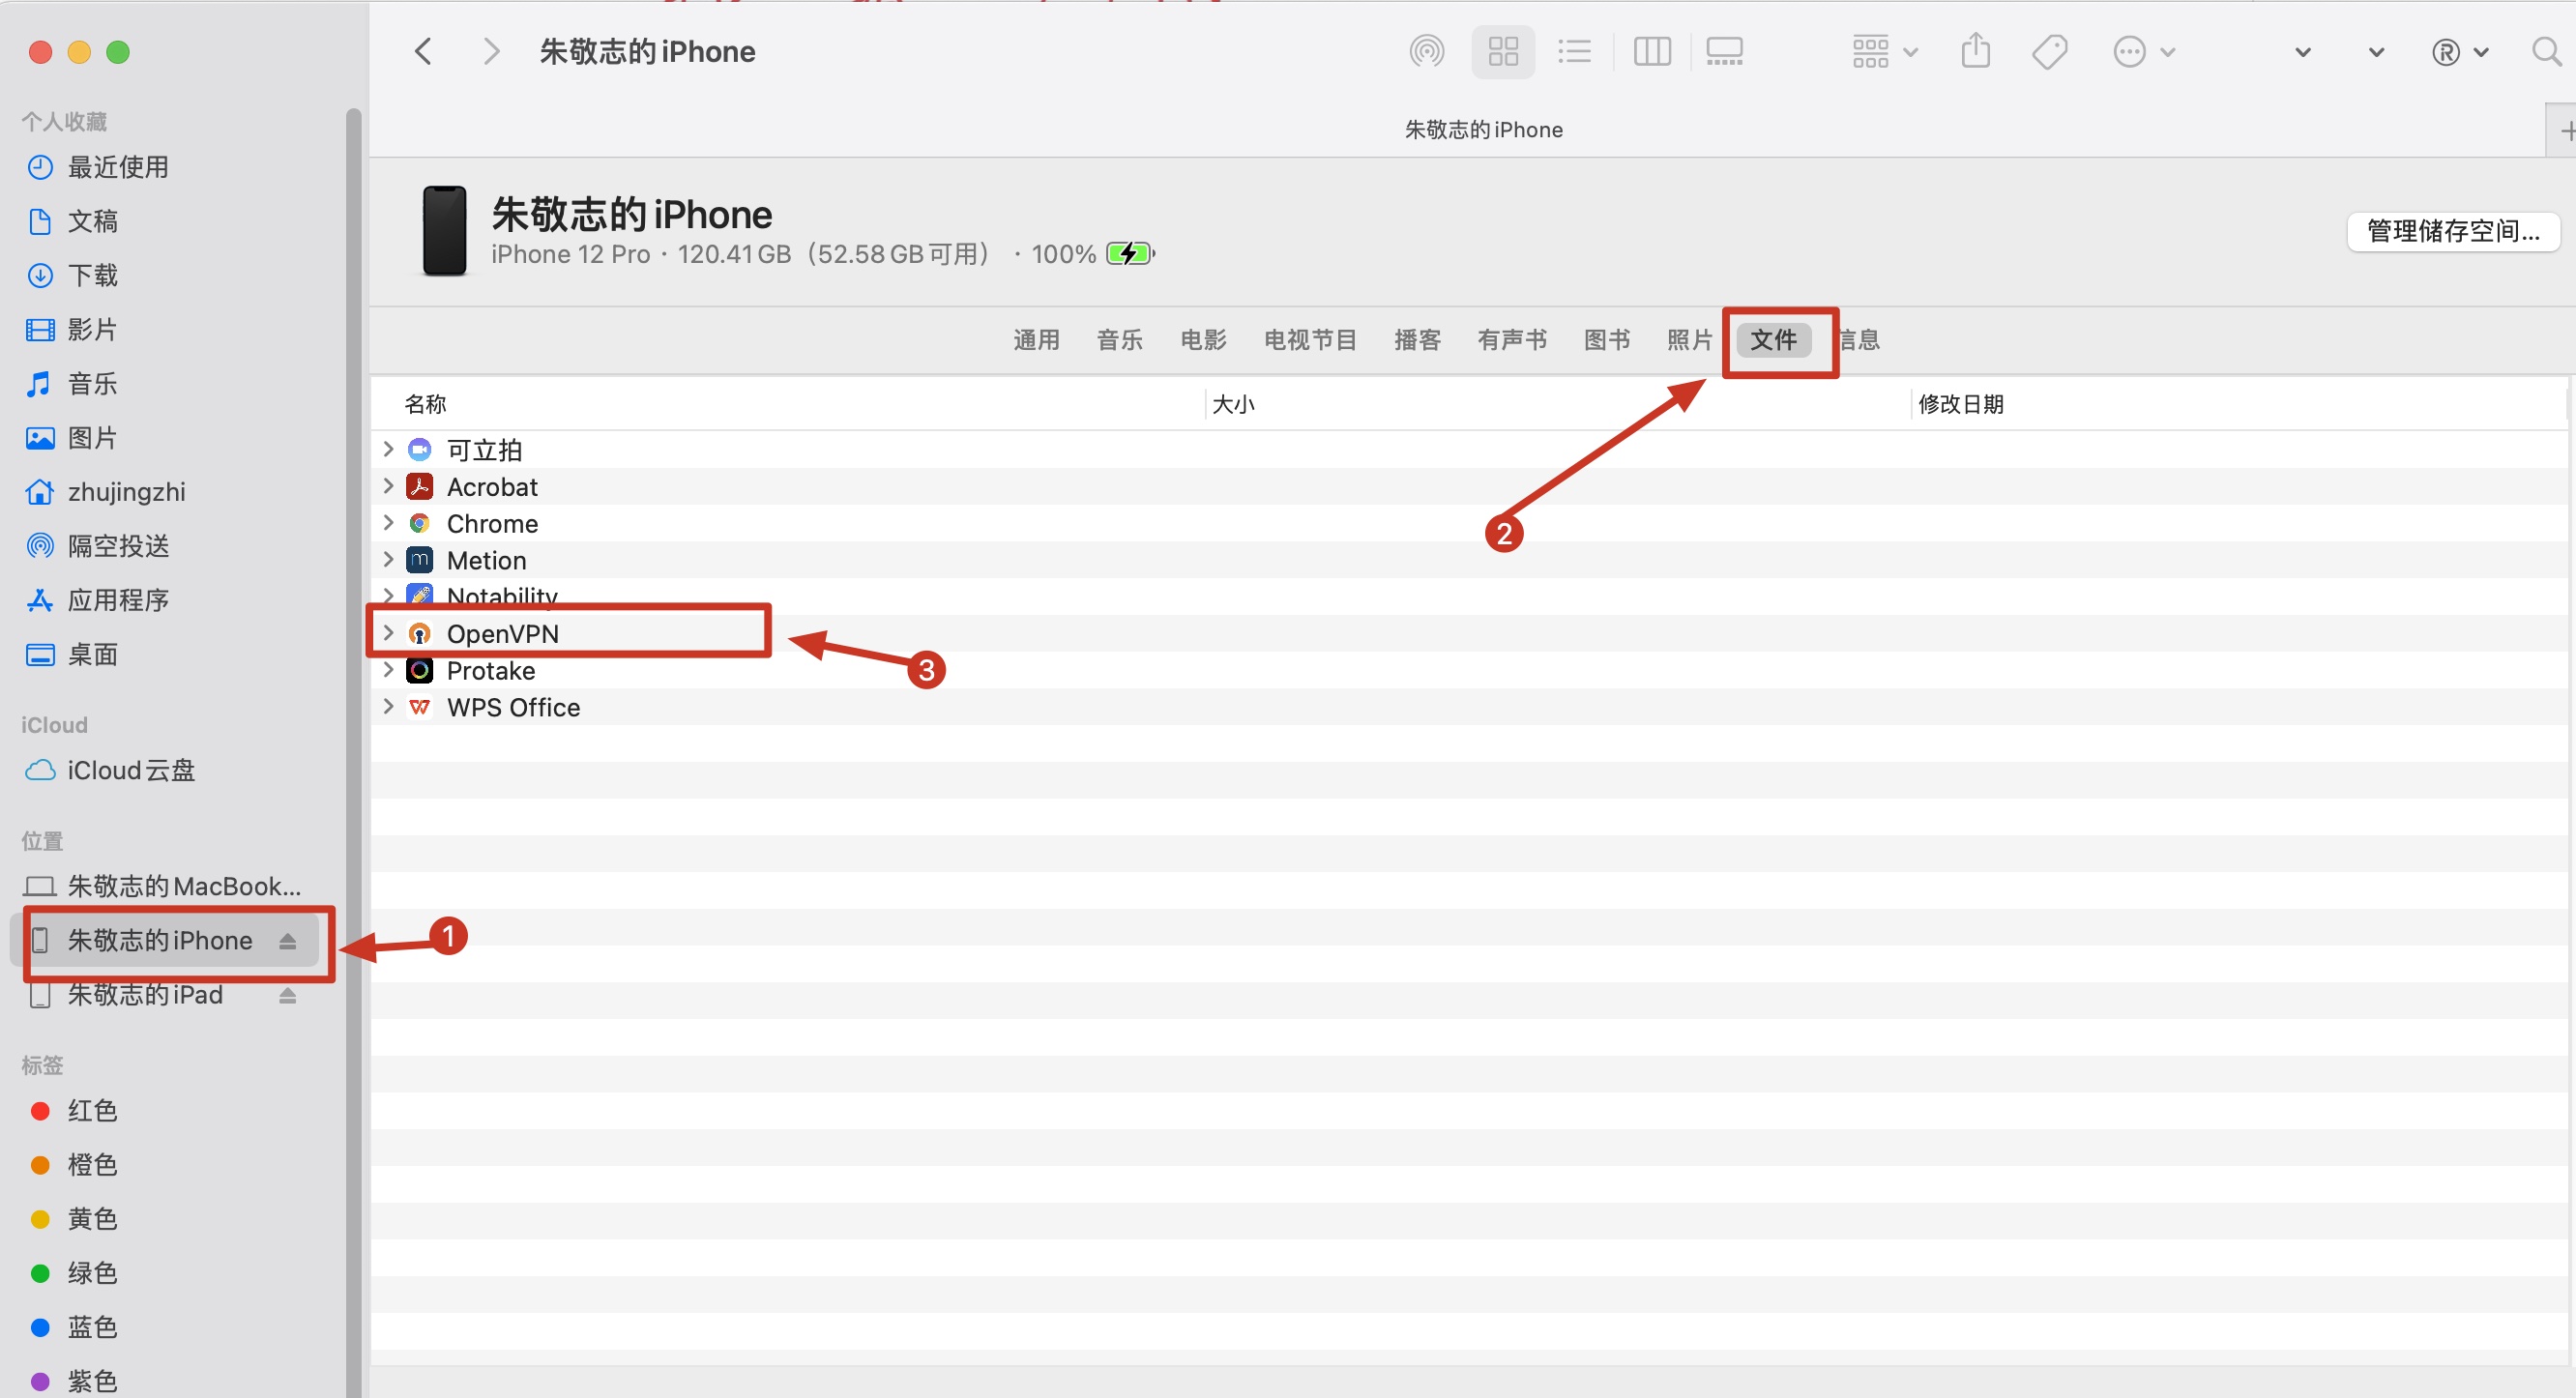 朱敬志的iPhone
朱敬志的iPhone
个人收藏
最近使用
文稿
下载
影片
音乐
图片
zhujingzhi
隔空投送
应用程序
桌面
iCloud
iCloud云盘
位置
朱敬志的MacBook...
朱敬志的iPhone
1
朱敬志的iPad
标签
红色
橙色
黄色
绿色
蓝色
紫色
朱敬志的iPhone
iPhone 12 Pro · 120.41GB（52.58GB可用） · 100%
管理储存空间...
通用 音乐 电影 电视节目 播客 有声书 图书 照片 文件 信息
名称 大小 修改日期
可立拍
Acrobat
Chrome
2
Metion
Notability
OpenVPN
3
Protake
WPS Office